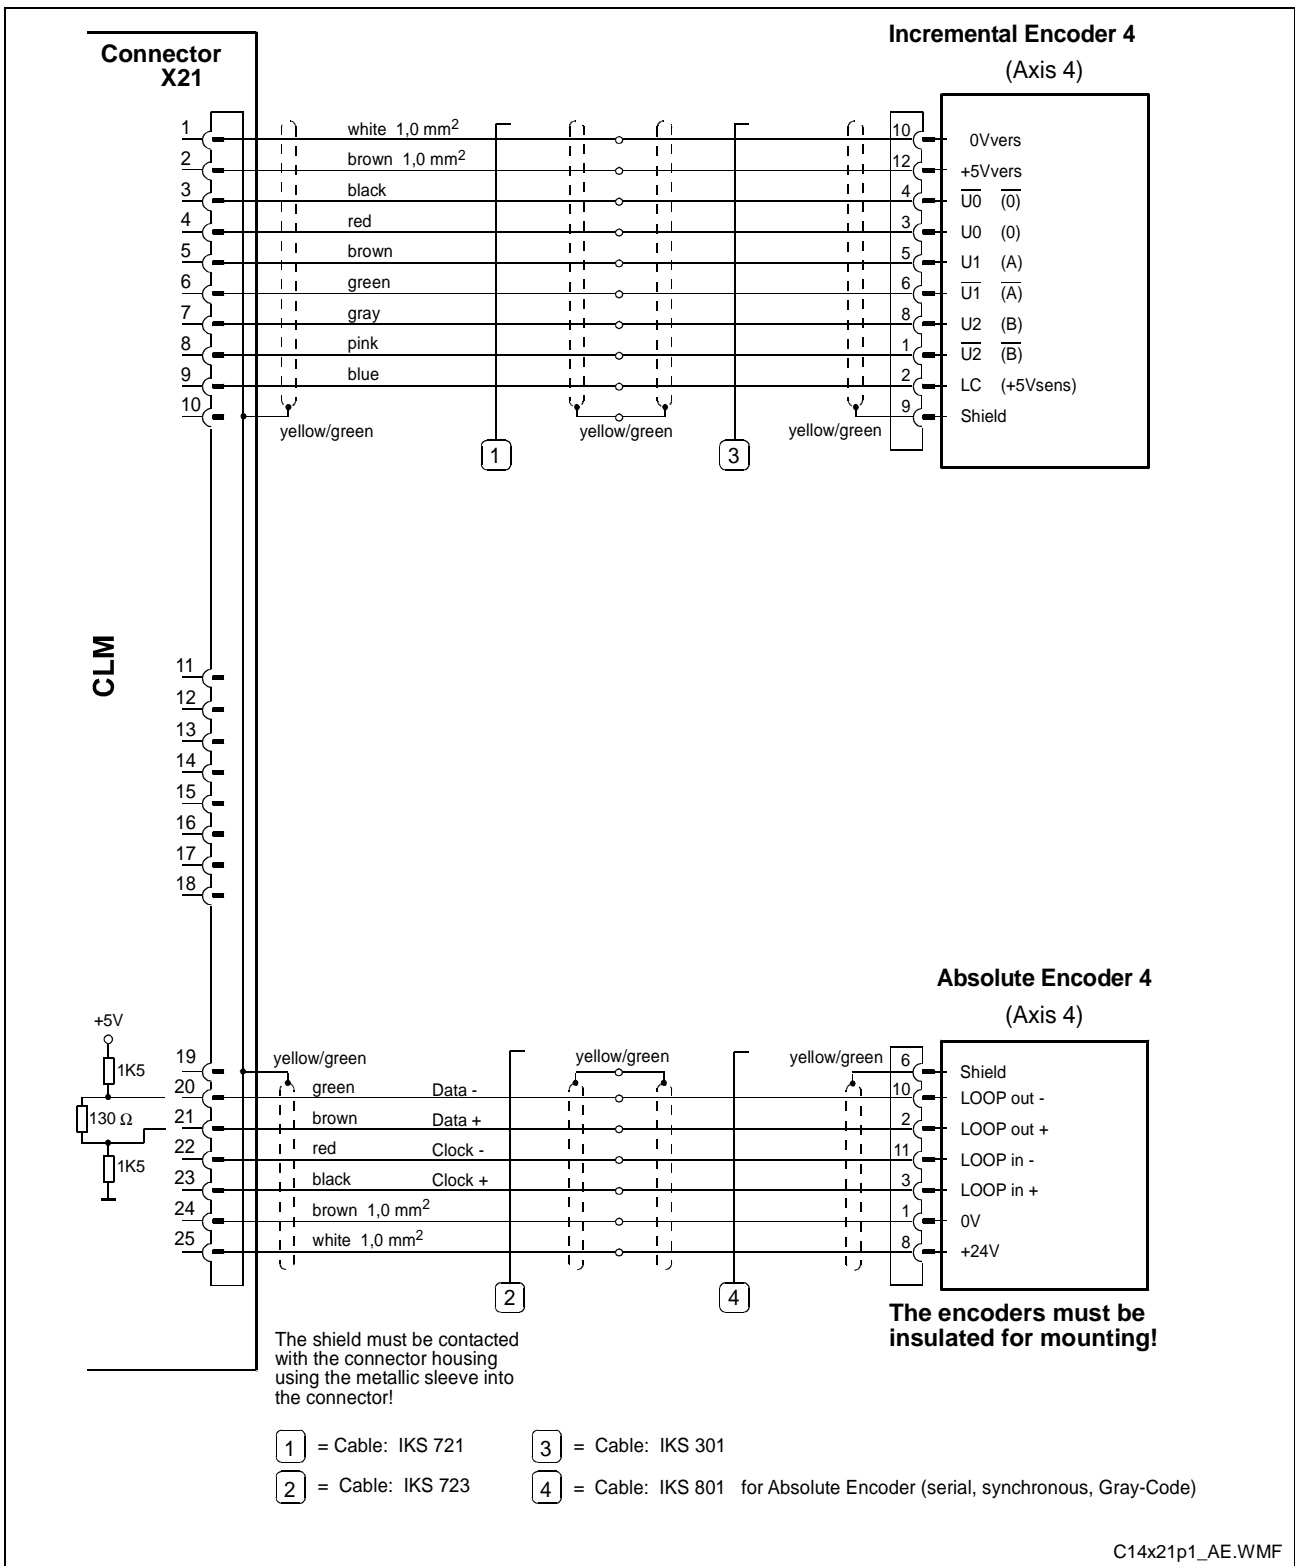 Incremental Encoder 4
(Axis 4)
Connector
X21
1 white 1,0 mm2 10 0Vvers
2 brown 1,0 mm2 12 +5Vvers
3 black 4 U̅0̅ (̅0̅)̅
4 red 3 U0 (0)
5 brown 5 U1 (A)
6 green 6 U̅1̅ (̅A̅)̅
7 gray 8 U2 (B)
8 pink 1 U̅2̅ (̅B̅)̅
9 blue 2 LC (+5Vsens)
10 9 Shield
yellow/green yellow/green yellow/green
1 3
CLM
11
12
13
14
15
16
17
18
Absolute Encoder 4
(Axis 4)
+5V
19 yellow/green yellow/green yellow/green 6 Shield
1K5
20 green Data - 10 LOOP out -
130 Ω 21 brown Data + 2 LOOP out +
22 red Clock - 11 LOOP in -
1K5
23 black Clock + 3 LOOP in +
24 brown 1,0 mm2 1 0V
25 white 1,0 mm2 8 +24V
2 4
The encoders must be
insulated for mounting!
The shield must be contacted
with the connector housing
using the metallic sleeve into
the connector!
1 = Cable: IKS 721 3 = Cable: IKS 301
2 = Cable: IKS 723 4 = Cable: IKS 801 for Absolute Encoder (serial, synchronous, Gray-Code)
C14x21p1_AE.WMF